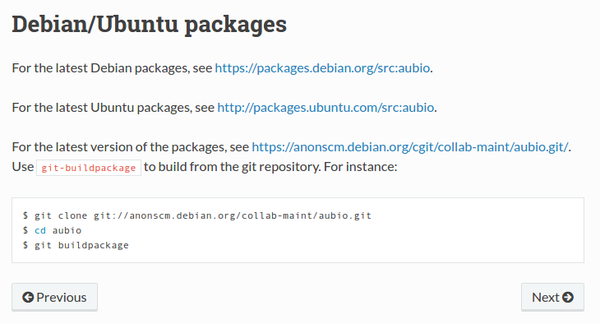 Debian/Ubuntu packages
For the latest Debian packages, see https://packages.debian.org/src:aubio.
For the latest Ubuntu packages, see http://packages.ubuntu.com/src:aubio.
For the latest version of the packages, see https://anonscm.debian.org/cgit/collab-maint/aubio.git/.
Use git-buildpackage to build from the git repository. For instance:
$ git clone git://anonscm.debian.org/collab-maint/aubio.git
$ cd aubio
$ git buildpackage
Previous
Next